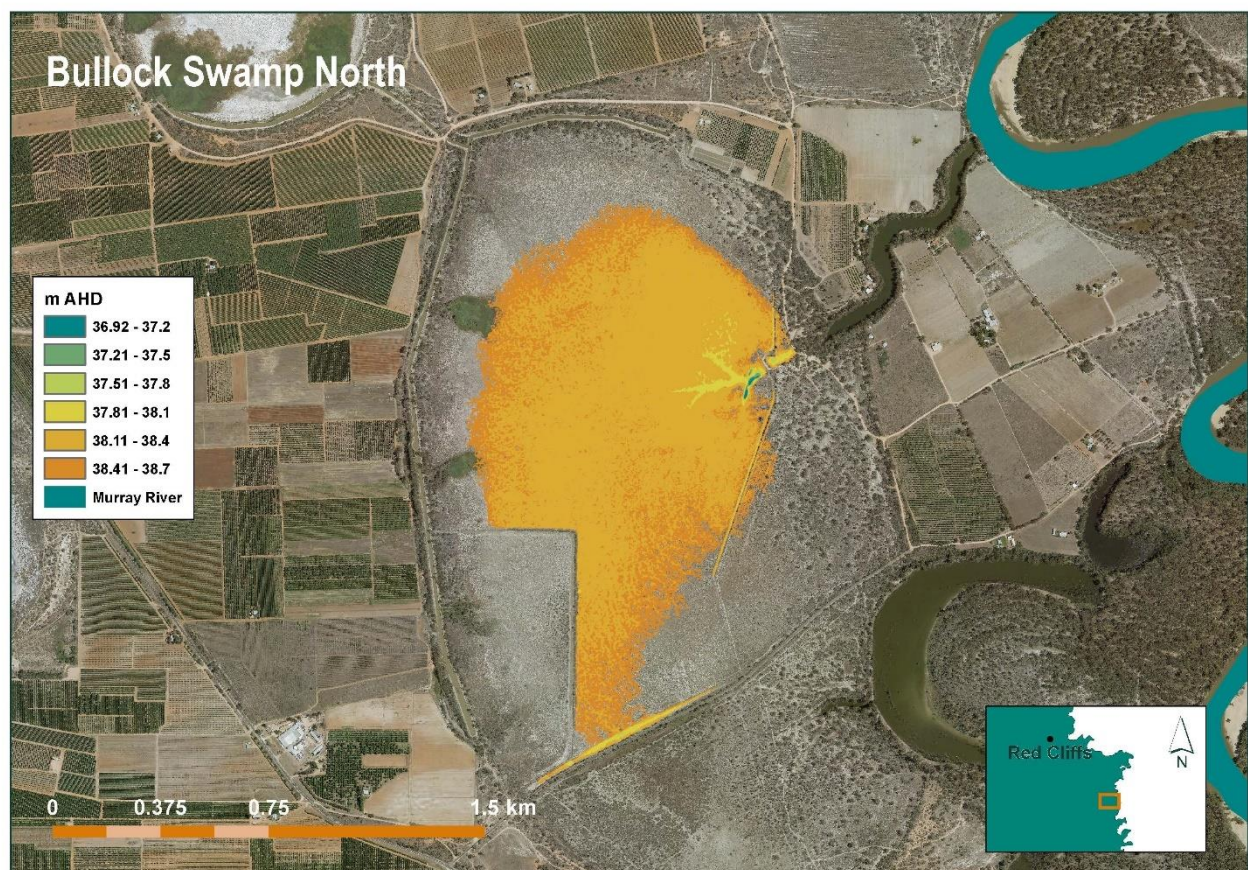 Bullock Swamp North
m AHD
36.92 - 37.2
37.21 - 37.5
37.51 - 37.8
37.81 - 38.1
38.11 - 38.4
38.41 - 38.7
Murray River
0 0.375 0.75 1.5 km
Red Cliffs
N